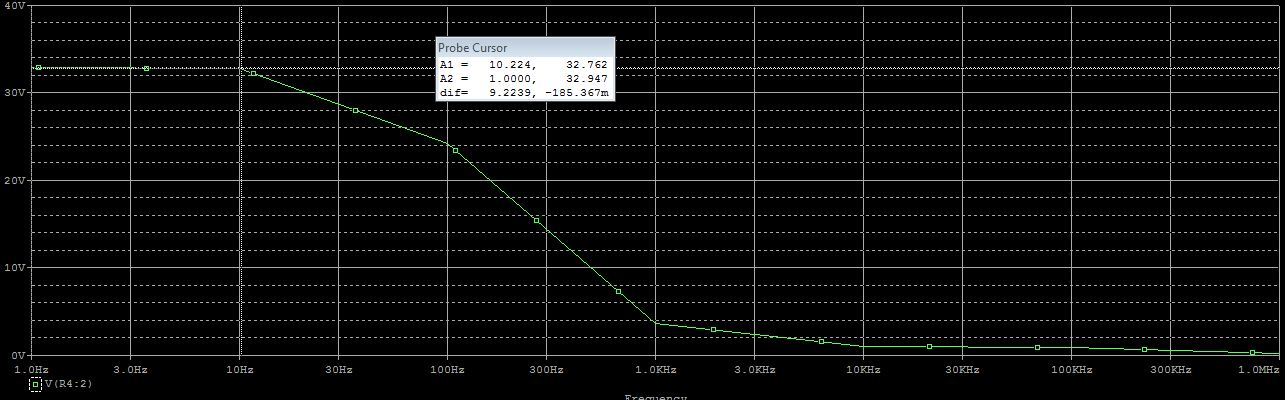 40V
Probe Cursor
A1 = 10.224, 32.762
A2 = 1.0000, 32.947
dif= 9.2239, -185.367m
30V
20V
10V
0V
1.0Hz 3.0Hz 10Hz 30Hz 100Hz 300Hz 1.0KHz 3.0KHz 10KHz 30KHz 100KHz 300KHz 1.0MHz
V(R4:2)
Frequency